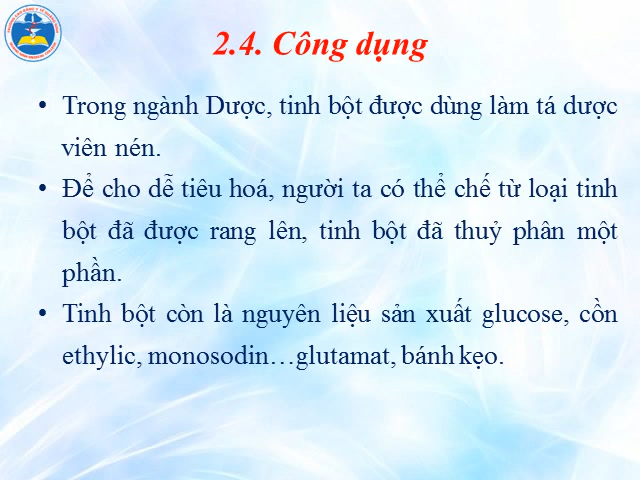 2.4. Công dụng
• Trong ngành Dược, tinh bột được dùng làm tá dược
viên nén.
• Để cho dễ tiêu hoá, người ta có thể chế từ loại tinh
bột đã được rang lên, tinh bột đã thuỷ phân một
phần.
• Tinh bột còn là nguyên liệu sản xuất glucose, cồn
ethylic, monosodin…glutamat, bánh kẹo.